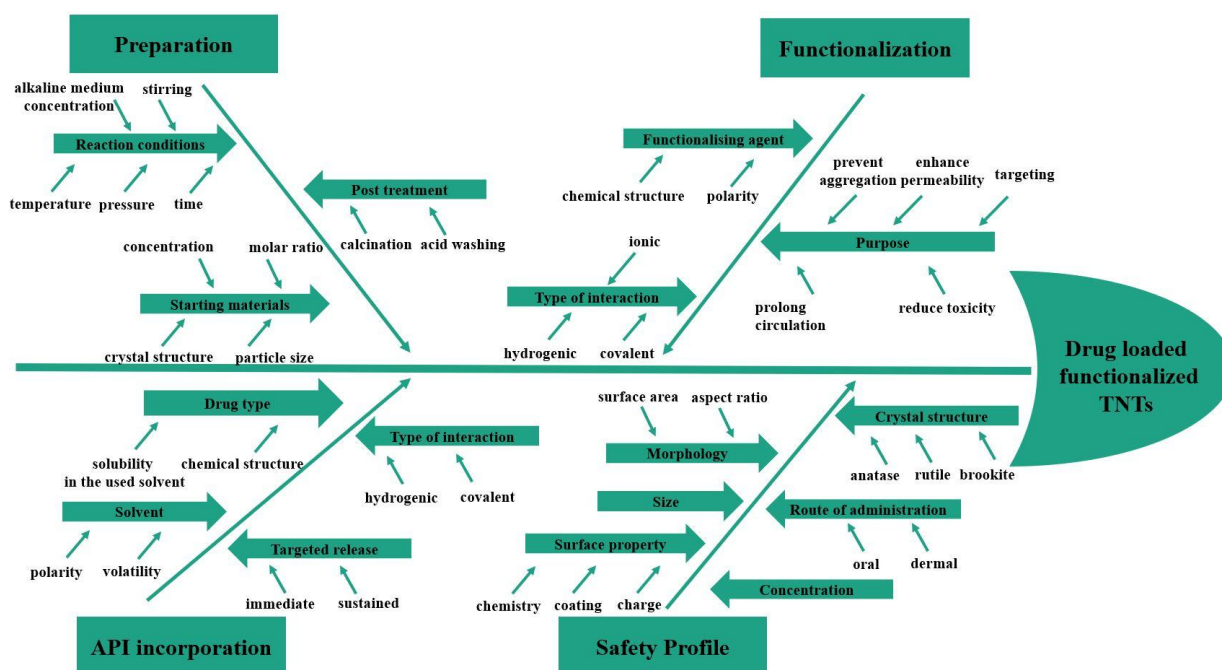 Preparation
alkaline medium
concentration
stirring
Reaction conditions
temperature
pressure
time
Post treatment
calcination
acid washing
concentration
molar ratio
Starting materials
crystal structure
particle size
Functionalization
Functionalising agent
chemical structure
polarity
prevent
aggregation
enhance
permeability
targeting
Purpose
prolong
circulation
reduce toxicity
ionic
Type of interaction
hydrogenic
covalent
Drug loaded
functionalized
TNTs
Drug type
solubility
in the used solvent
chemical structure
Type of interaction
hydrogenic
covalent
Solvent
polarity
volatility
Targeted release
immediate
sustained
API incorporation
surface area
aspect ratio
Morphology
Crystal structure
anatase
rutile
brookite
Size
Route of administration
oral
dermal
Surface property
chemistry
coating
charge
Concentration
Safety Profile